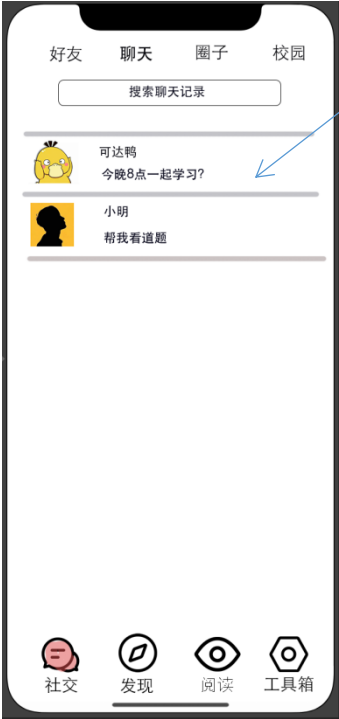 好友 聊天 圈子 校园
搜索聊天记录
可达鸭
今晚8点一起学习？
小明
帮我看道题
社交 发现 阅读 工具箱